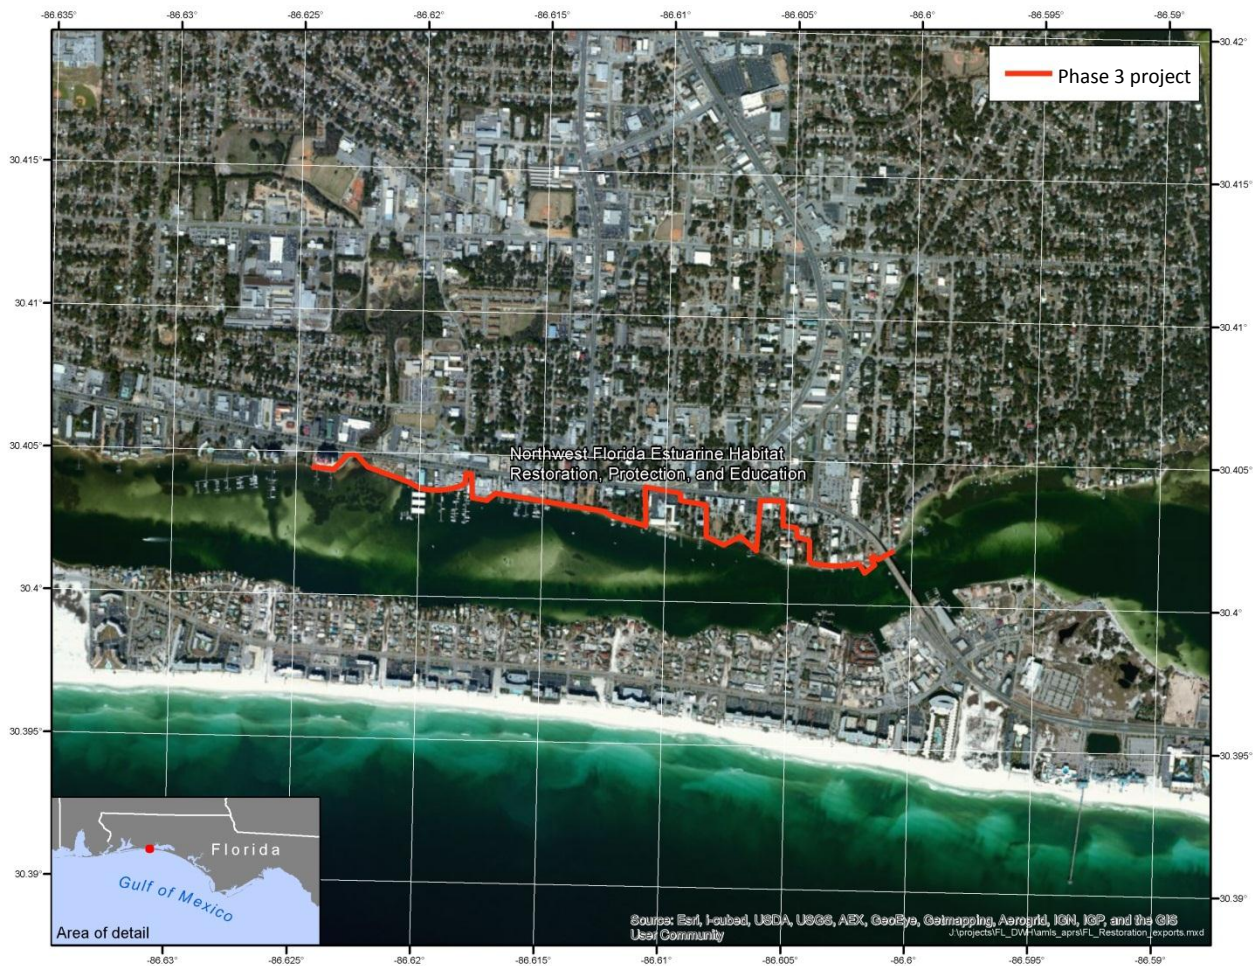 -86.635 -86.63 -86.625 -86.62 -86.615 -86.61 -86.605 -86.6 -86.595 -86.59
30.42°
Phase 3 project
30.415° 30.415°
30.41° 30.41°
30.405° 30.405°
Northwest Florida Estuarine Habitat
Restoration, Protection, and Education
30.4° 30.4°
30.395° 30.395°
Florida
Gulf of Mexico
Area of detail
30.39° 30.39°
Source: Esri, i-cubed, USDA, USGS, AEX, GeoEye, Getmapping, Aerogrid, IGN, IGP, and the GIS
User Community
J:\projects\FL_DWH\amls_aprs\FL_Restoration_exports.mxd
-86.63 -86.625 -86.62 -86.615 -86.61 -86.605 -86.6 -86.595 -86.59